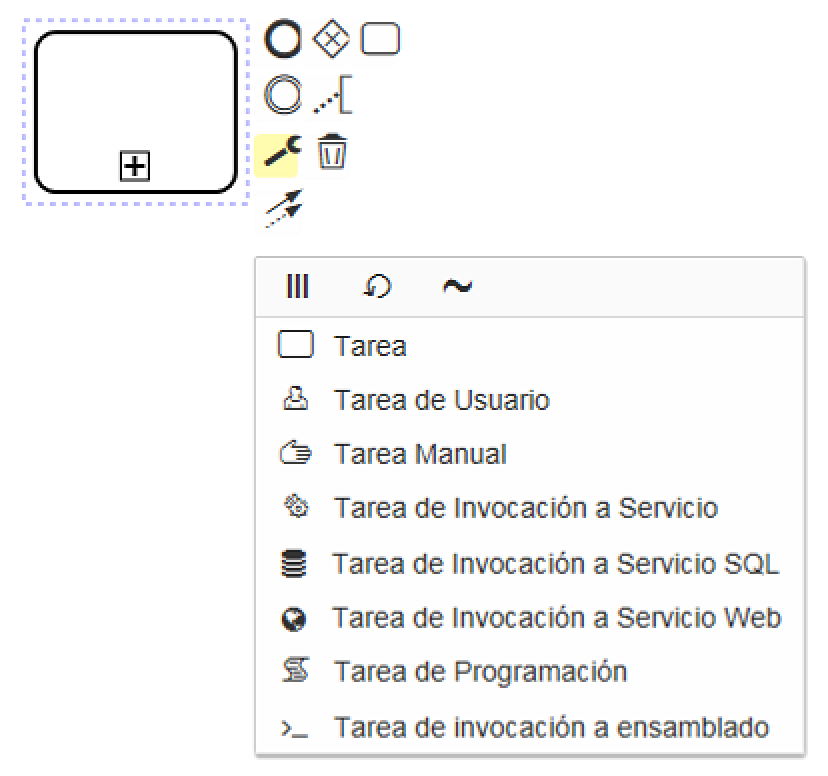 Tarea
Tarea de Usuario
Tarea Manual
Tarea de Invocación a Servicio
Tarea de Invocación a Servicio SQL
Tarea de Invocación a Servicio Web
Tarea de Programación
Tarea de invocación a ensamblado